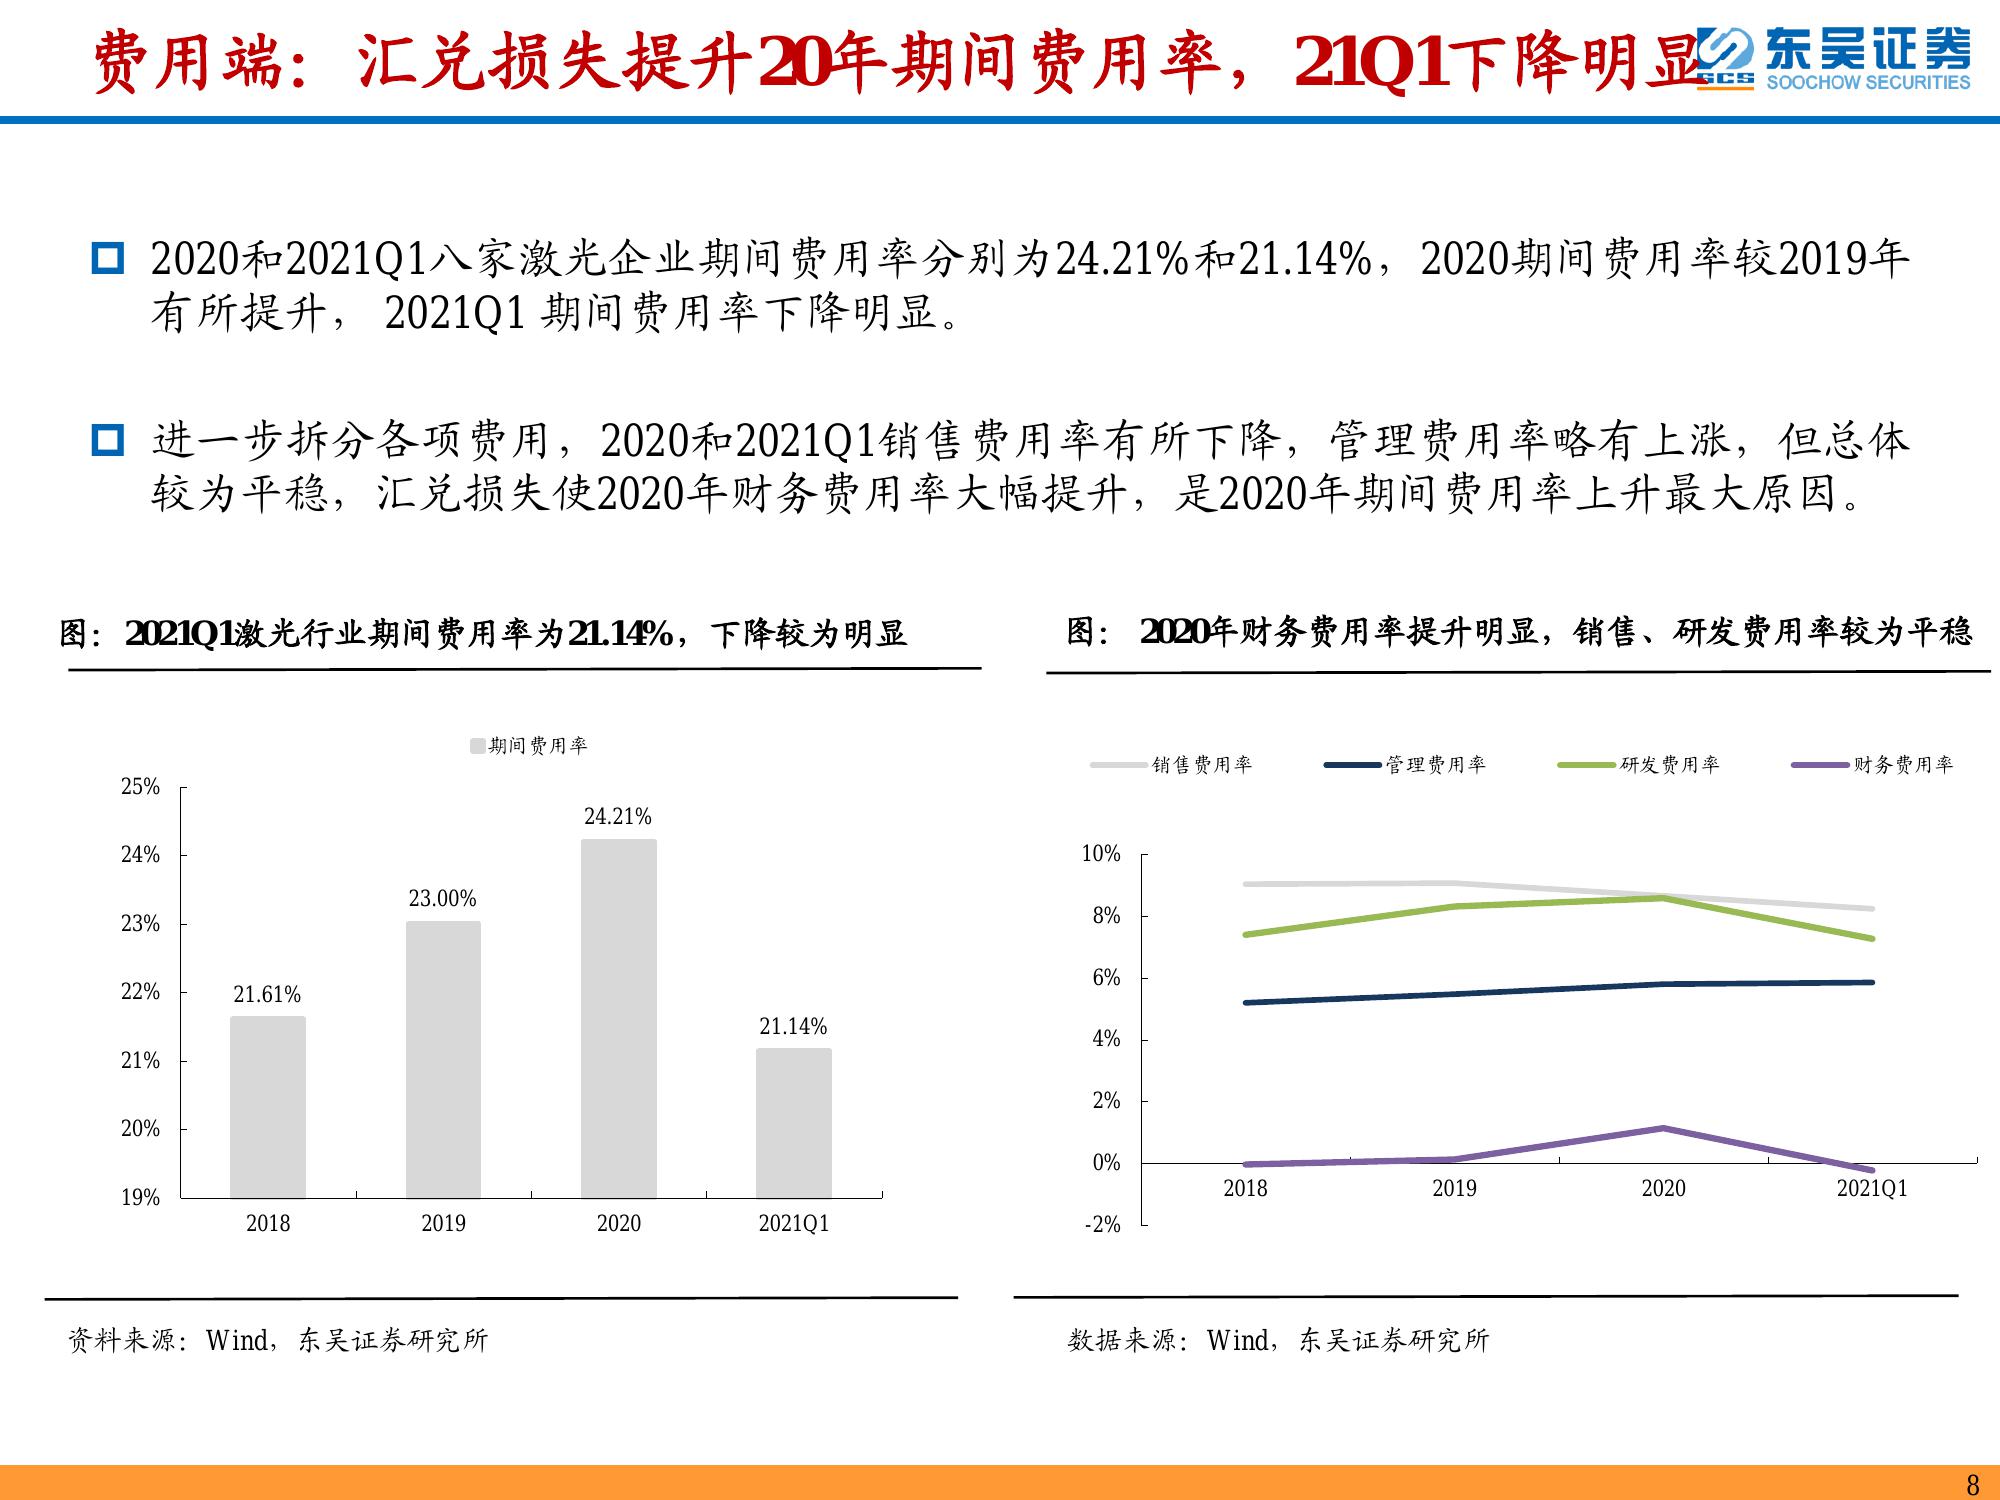 费用端：汇兑损失提升20年期间费用率，21Q1下降明显
GCS
东吴证券
SOOCHOW SECURITIES
2020和2021Q1八家激光企业期间费用率分别为24.21%和21.14%，2020期间费用率较2019年
有所提升， 2021Q1 期间费用率下降明显。
进一步拆分各项费用，2020和2021Q1销售费用率有所下降，管理费用率略有上涨，但总体
较为平稳，汇兑损失使2020年财务费用率大幅提升，是2020年期间费用率上升最大原因。
图：2021Q1激光行业期间费用率为21.14%，下降较为明显
期间费用率
25%
24%
23%
22%
21%
20%
19%
21.61%
23.00%
24.21%
21.14%
2018
2019
2020
2021Q1
资料来源：Wind，东吴证券研究所
图： 2020年财务费用率提升明显，销售、研发费用率较为平稳
销售费用率
管理费用率
研发费用率
财务费用率
10%
8%
6%
4%
2%
0%
-2%
2018
2019
2020
2021Q1
数据来源：Wind，东吴证券研究所
8